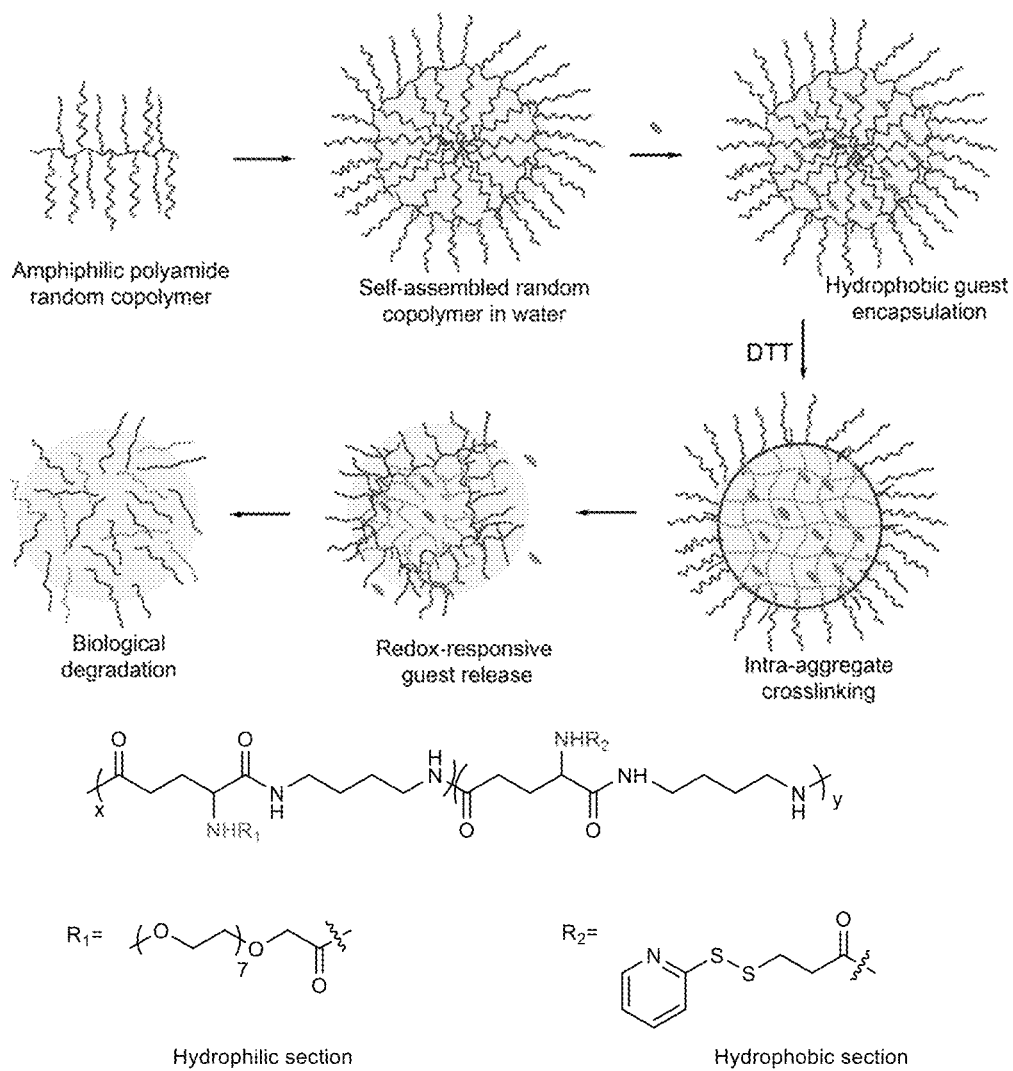 Amphiphilic polyamide
random copolymer
Self-assembled random
copolymer in water
Hydrophobic guest
encapsulation
DTT
Biological
degradation
Redox-responsive
guest release
Intra-aggregate
crosslinking
O
O
H
N
NHR2
NH
x
N
H
NHR1
O
O
N
H
y
R1=
O
7
O
O
R2=
N
S
S
O
Hydrophilic section
Hydrophobic section